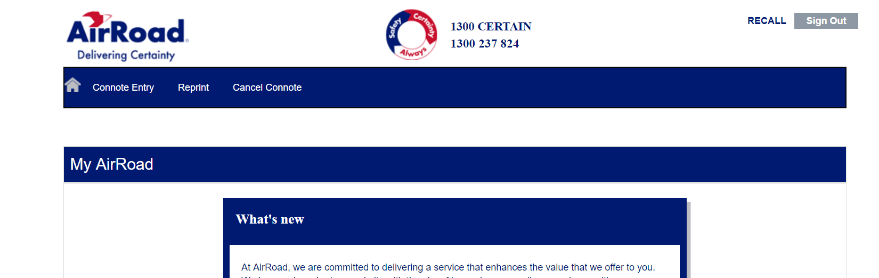 AirRoad
Delivering Certainty
Safety Certainty Always
1300 CERTAIN
1300 237 824
RECALL
Sign Out
Connote Entry
Reprint
Cancel Connote
My AirRoad
What's new
At AirRoad, we are committed to delivering a service that enhances the value that we offer to you.